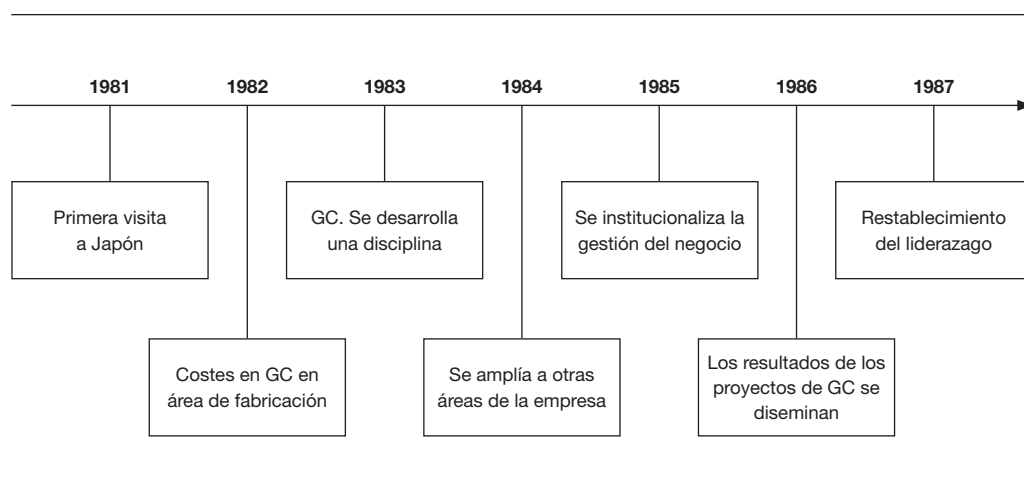 1981
1982
1983
1984
1985
1986
1987
Primera visita
a Japón
GC. Se desarrolla
una disciplina
Se institucionaliza la
gestión del negocio
Restablecimiento
del liderazago
Costes en GC en
área de fabricación
Se amplía a otras
áreas de la empresa
Los resultados de los
proyectos de GC se
diseminan